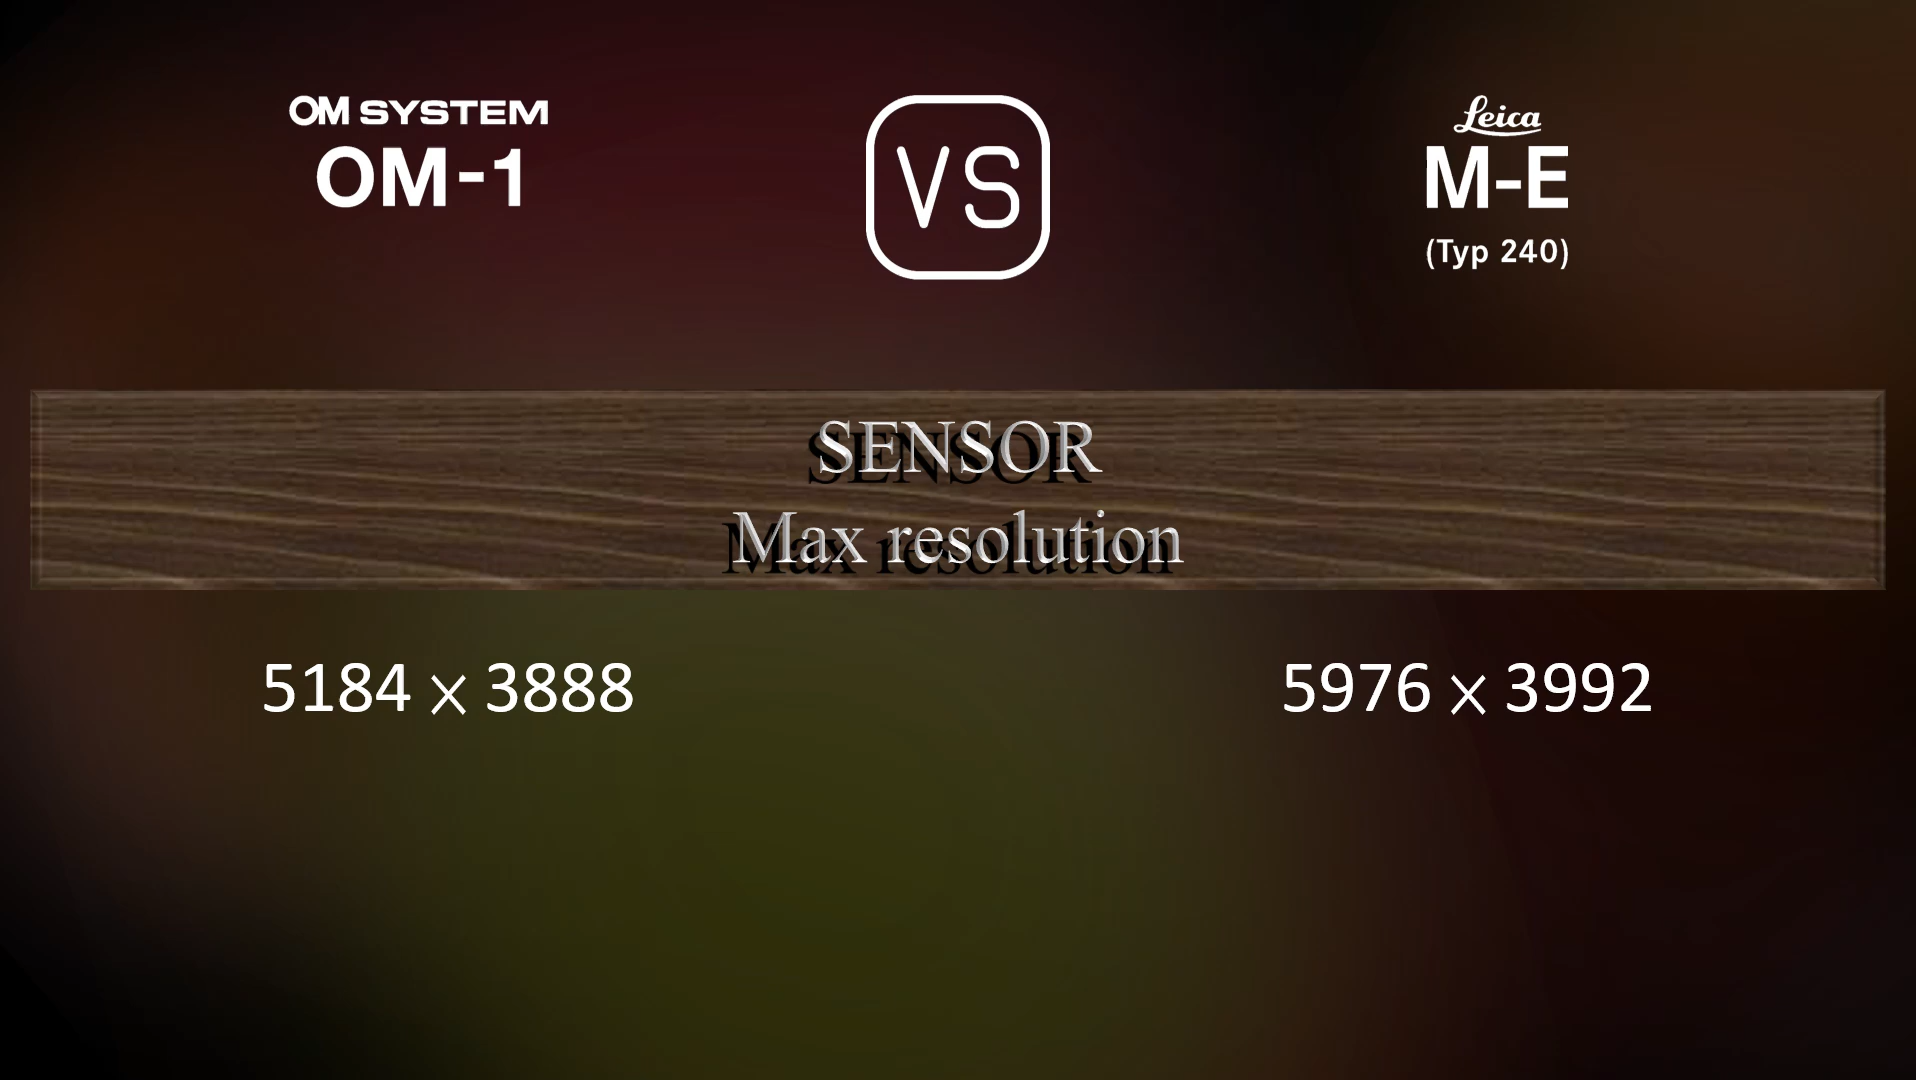 OM SYSTEM
OM-1
VS
Leica
M-E
(Typ 240)
SENSOR
Max resolution
5184 x 3888
5976 x 3992